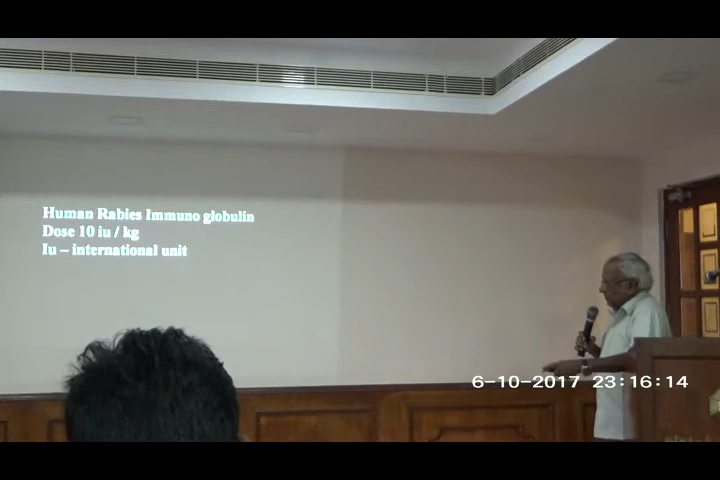 Human Rabies Immuno globulin
Dose 10 iu / kg
Iu – international unit
6-10-2017 23:16:14